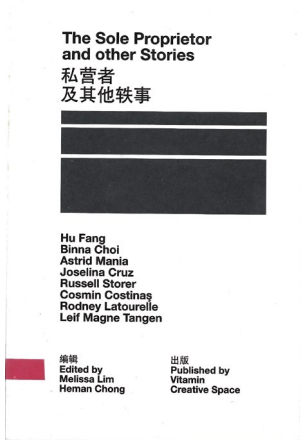 The Sole Proprietor
and other Stories
私营者
及其他轶事
Hu Fang
Binna Choi
Astrid Mania
Joselina Cruz
Russell Storer
Cosmin Costinaș
Rodney Latourelle
Leif Magne Tangen
编辑
Edited by
Melissa Lim
Heman Chong
出版
Published by
Vitamin
Creative Space